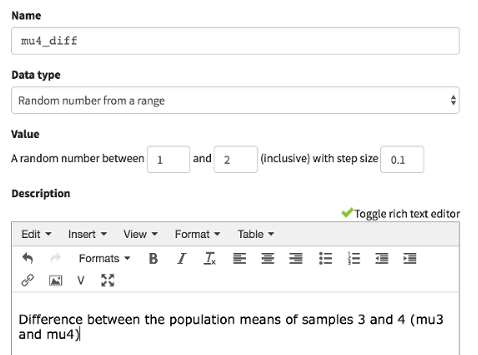 Name
mu4_diff
Data type
Random number from a range
Value
A random number between 1 and 2 (inclusive) with step size 0.1
Description
Toggle rich text editor
Edit Insert View Format Table
Formats B I Tx
V
Difference between the population means of samples 3 and 4 (mu3
and mu4)